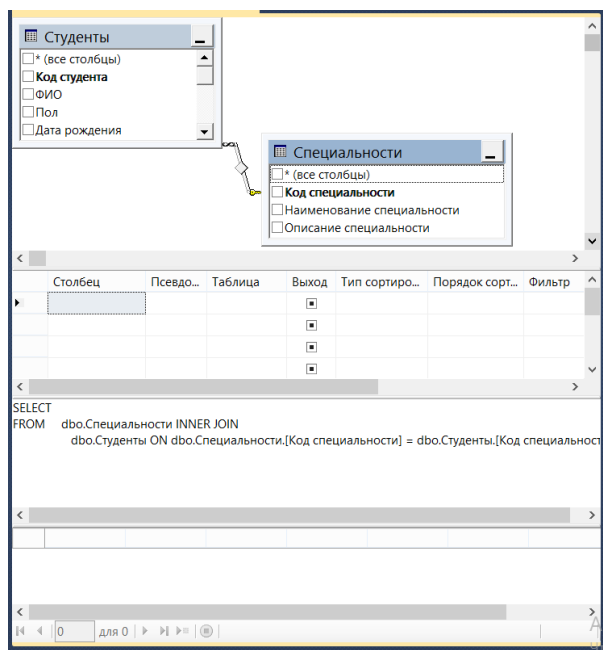 Студенты
* (все столбцы)
Код студента
ФИО
Пол
Дата рождения
Специальности
* (все столбцы)
Код специальности
Наименование специальности
Описание специальности
Столбец Псевдо... Таблица Выход Тип сортиро... Порядок сорт... Фильтр
SELECT
FROM dbo.Специальности INNER JOIN
dbo.Студенты ON dbo.Специальности.[Код специальности] = dbo.Студенты.[Код специальност
0 для 0